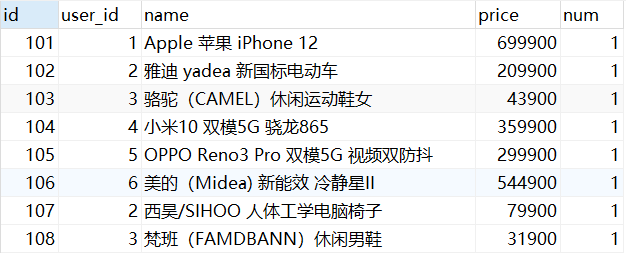 id user_id name price num
101 1 Apple 苹果 iPhone 12 699900 1
102 2 雅迪 yadea 新国标电动车 209900 1
103 3 骆驼（CAMEL）休闲运动鞋女 43900 1
104 4 小米10 双模5G 骁龙865 359900 1
105 5 OPPO Reno3 Pro 双模5G 视频双防抖 299900 1
106 6 美的（Midea) 新能效 冷静星II 544900 1
107 2 西昊/SIHOO 人体工学电脑椅子 79900 1
108 3 梵班（FAMDBANN）休闲男鞋 31900 1